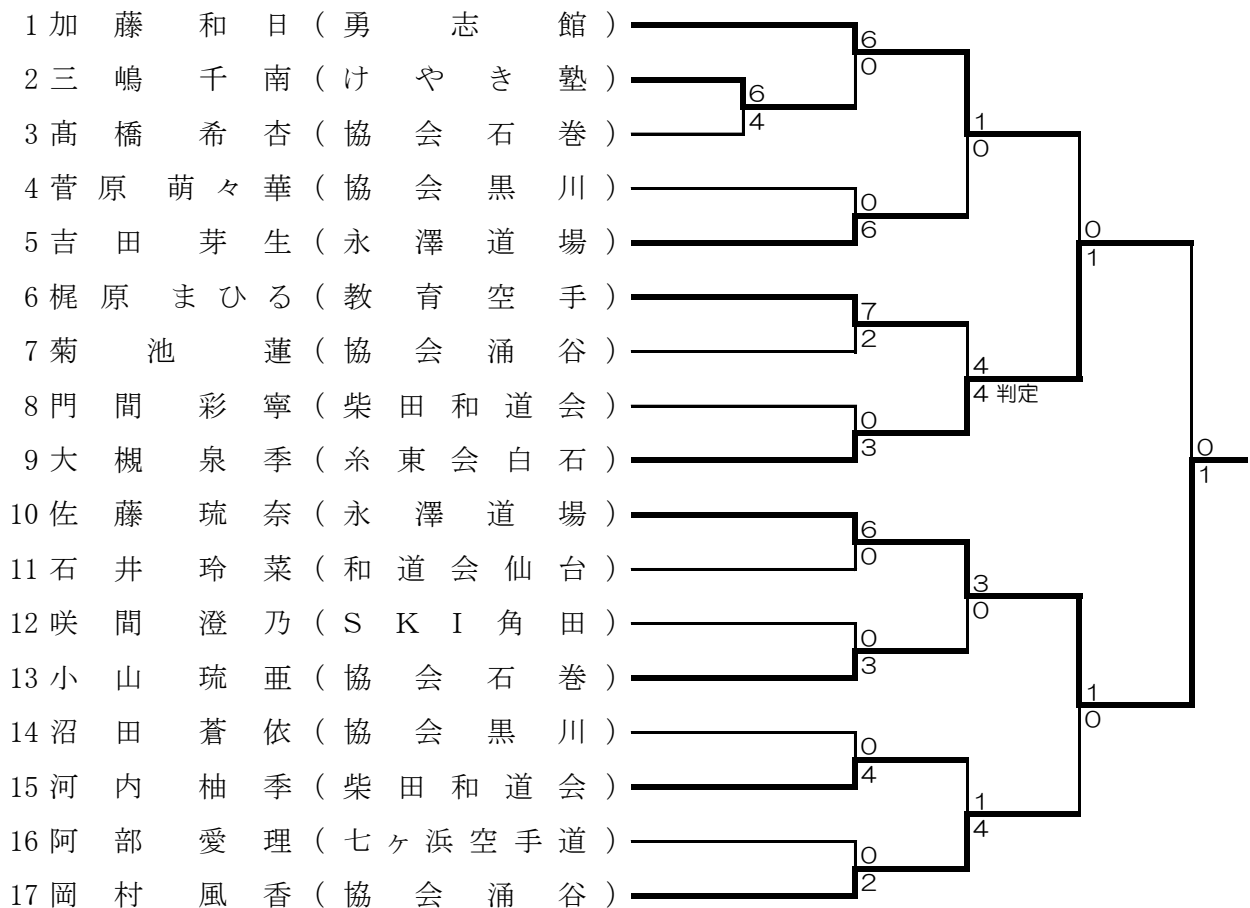 1 加藤和日（勇志館）
6
0
2 三嶋千南（けやき塾）
6
4
3 髙橋希杏（協会石巻）
1
0
4 菅原萌々華（協会黒川）
0
6
5 吉田芽生（永澤道場）
0
1
6 梶原まひる（教育空手）
7
2
7 菊池蓮（協会涌谷）
4
4 判定
8 門間彩寧（柴田和道会）
0
3
9 大槻泉季（糸東会白石）
0
1
10 佐藤琉奈（永澤道場）
6
0
11 石井玲菜（和道会仙台）
3
0
12 咲間澄乃（SKI角田）
0
3
13 小山琉亜（協会石巻）
1
0
14 沼田蒼依（協会黒川）
0
4
15 河内柚季（柴田和道会）
1
4
16 阿部愛理（七ヶ浜空手道）
0
2
17 岡村風香（協会涌谷）